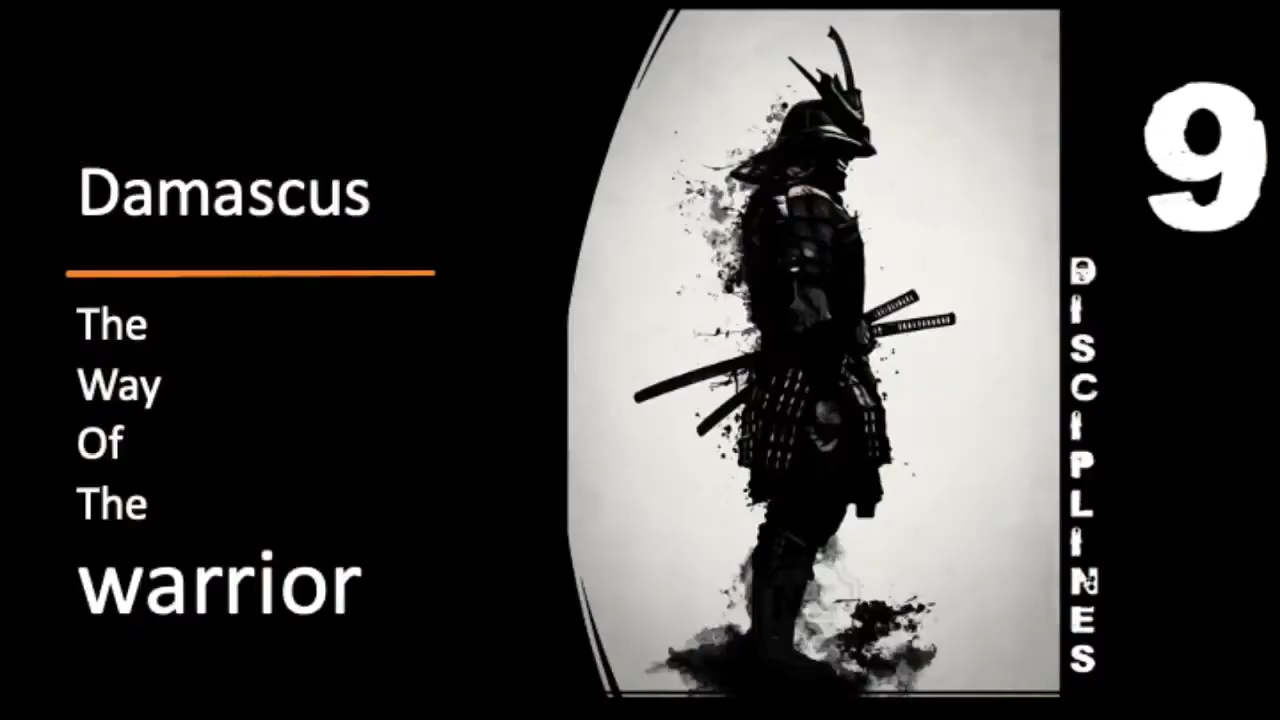 Damascus
The
Way
Of
The
warrior
9
DISCIPLINES